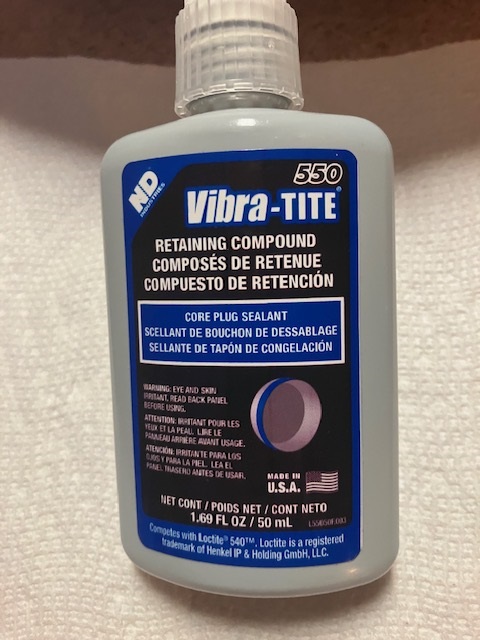 550
ND
INDUSTRIES
Vibra-TITE®
RETAINING COMPOUND
COMPOSÉS DE RETENUE
COMPUESTO DE RETENCIÓN
CORE PLUG SEALANT
SCELLANT DE BOUCHON DE DESSABLAGE
SELLANTE DE TAPÓN DE CONGELACIÓN
WARNING: EYE AND SKIN
IRRITANT, READ BACK PANEL
BEFORE USING.
ATTENTION: IRRITANT POUR LES
YEUX ET LA PEAU. LIRE LE
PANNEAU ARRIÈRE AVANT USAGE.
ATENCIÓN: IRRITANTE PARA LOS
OJOS Y PARA LA PIEL. LEA EL
PANEL TRASERO ANTES DE USAR.
MADE IN
U.S.A.
NET CONT / POIDS NET / CONT NETO
1.69 FL OZ / 50 mL
Competes with Loctite® 540™. Loctite is a registered
trademark of Henkel IP & Holding GmbH, LLC.